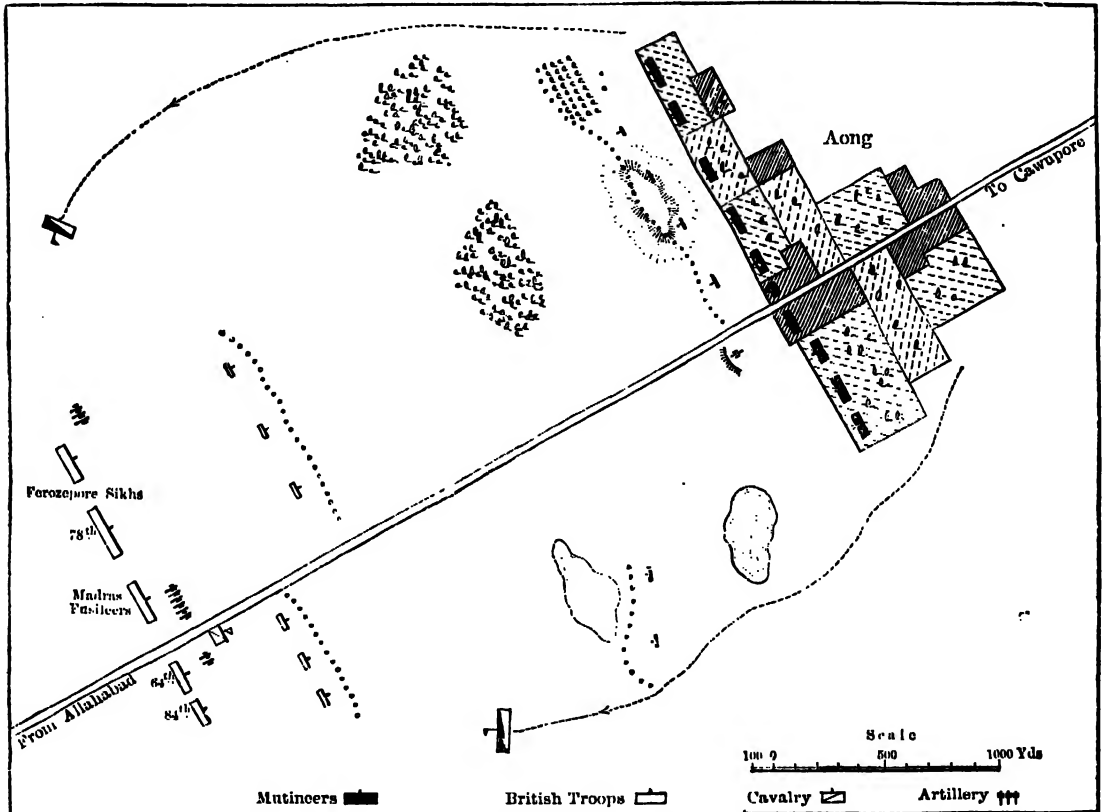 Aong
To Cawnpore
Ferozepore Sikhs
78th
Madras
Fusileers
64th
84th
From Allahabad
Scale
100 0 500 1000 Yds
Mutineers
British Troops
Cavalry
Artillery